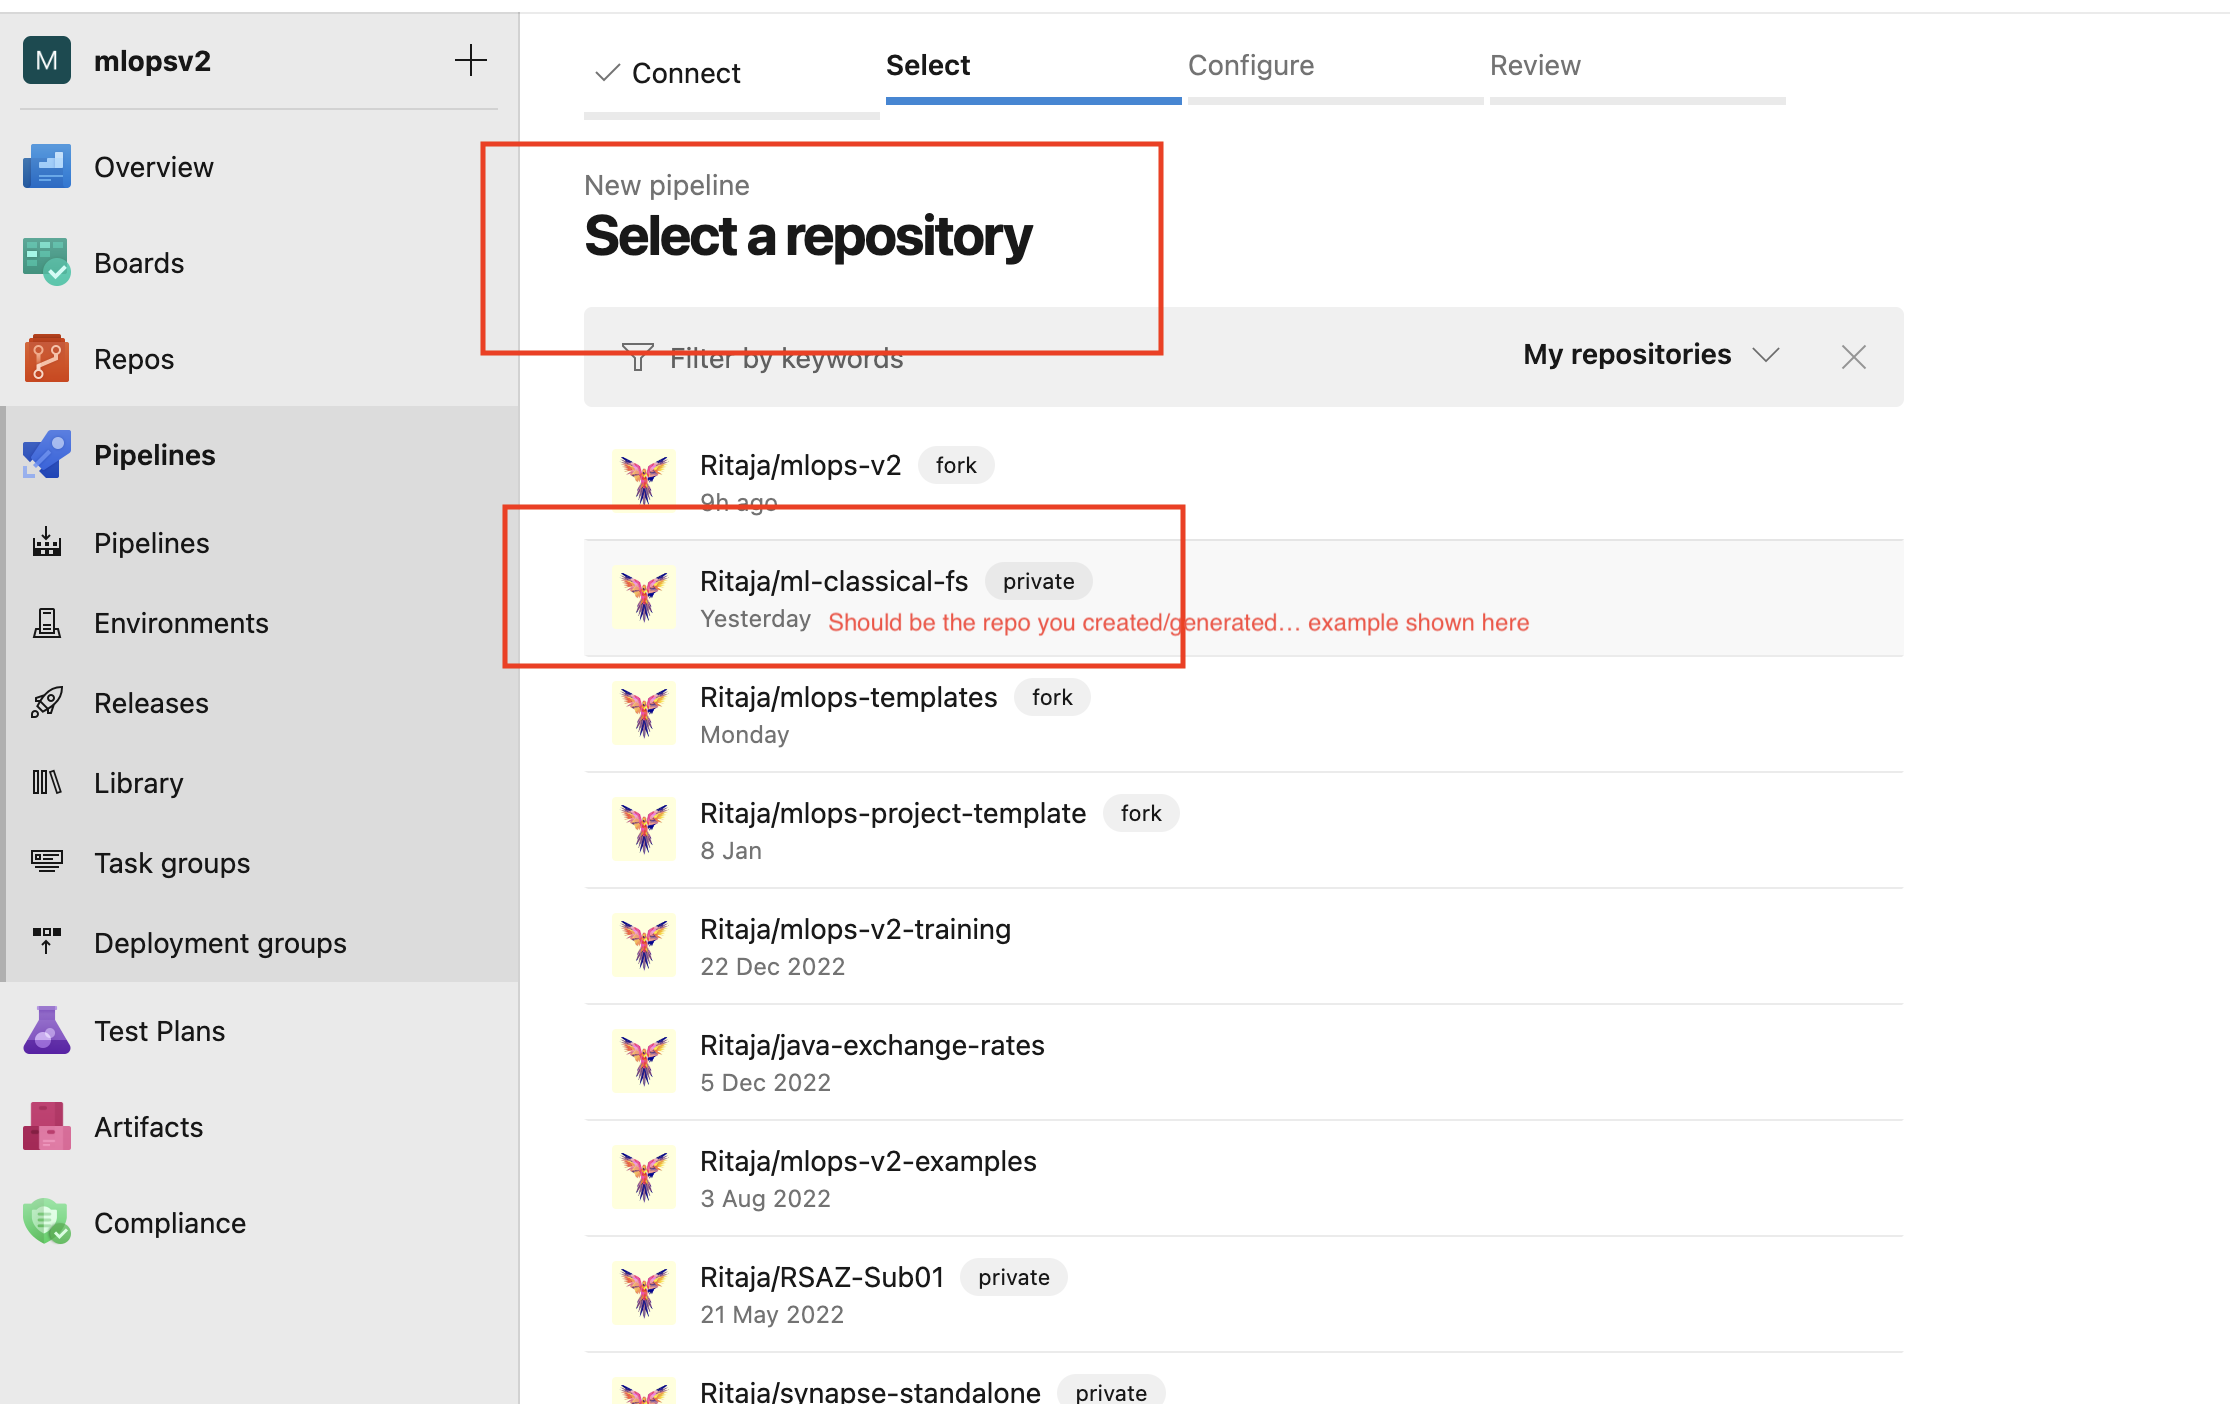 M mlopsv2
Overview
Boards
Repos
Pipelines
Pipelines
Environments
Releases
Library
Task groups
Deployment groups
Test Plans
Artifacts
Compliance
Connect
Select
Configure
Review
New pipeline
Select a repository
Filter by keywords
My repositories
Ritaja/mlops-v2 fork
9h ago
Ritaja/ml-classical-fs private
Yesterday Should be the repo you created/generated... example shown here
Ritaja/mlops-templates fork
Monday
Ritaja/mlops-project-template fork
8 Jan
Ritaja/mlops-v2-training
22 Dec 2022
Ritaja/java-exchange-rates
5 Dec 2022
Ritaja/mlops-v2-examples
3 Aug 2022
Ritaja/RSAZ-Sub01 private
21 May 2022
Ritaja/synapse-standalone private